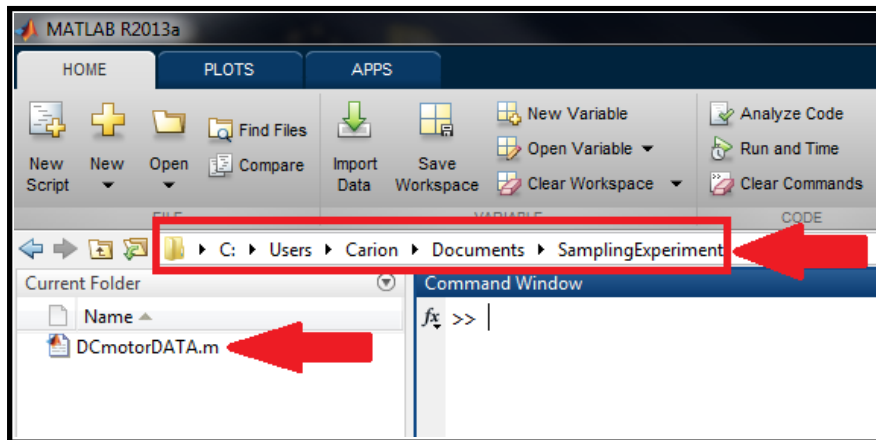 MATLAB R2013a
HOME PLOTS APPS
New Script
New
Open
Find Files
Compare
Import Data
Save Workspace
New Variable
Open Variable
Clear Workspace
Analyze Code
Run and Time
Clear Commands
FILE VARIABLE CODE
C: Users Carion Documents SamplingExperiment
Current Folder
Command Window
Name
fx >>
DCmotorDATA.m